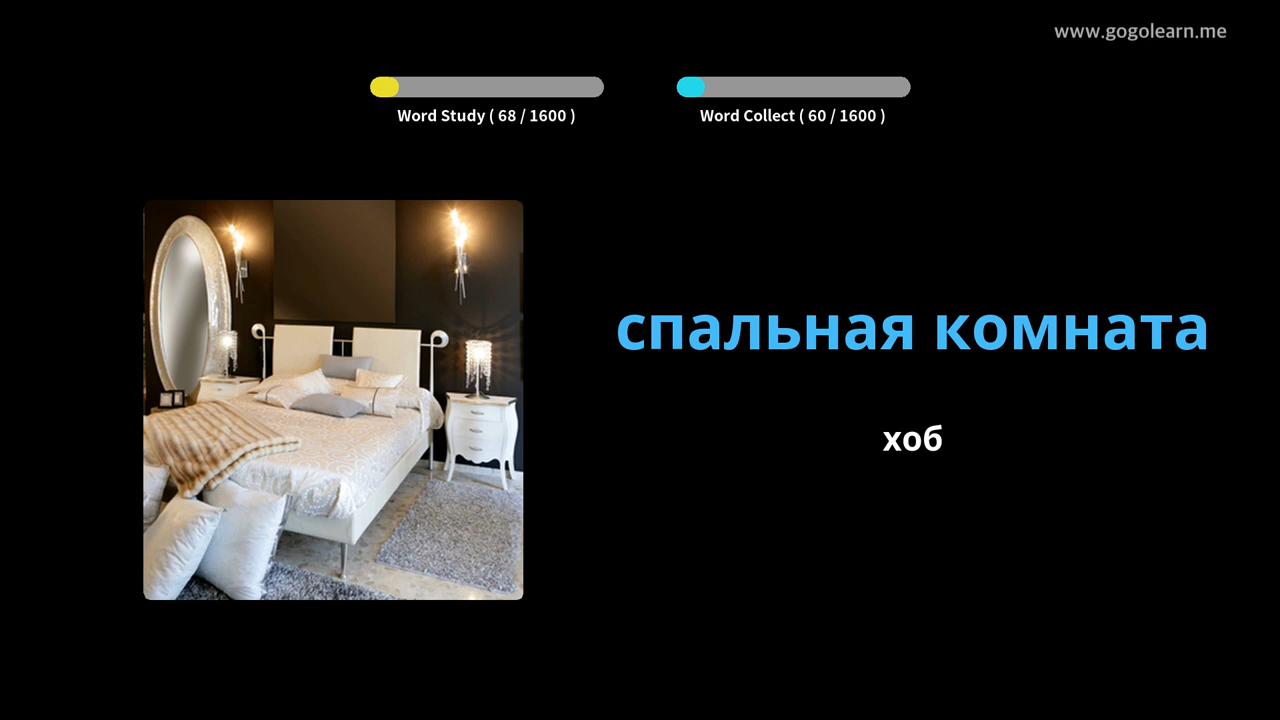 www.gogolearn.me
Word Study ( 68 / 1600 )
Word Collect ( 60 / 1600 )
спальная комната
хоб